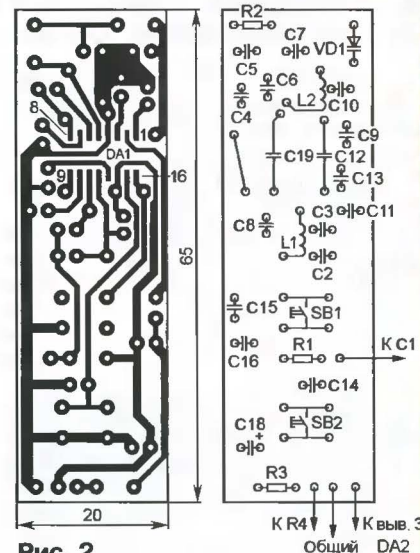 R2
C7
VD1
C5
C6
C4
L2
C10
8
1
DA1
C9
C19
C12
9
16
C13
C3
C11
C8
L1
C2
65
C15
SB1
C16
R1
К С1
C14
C18
+
SB2
R3
20
К R4
К выв. 3
Рис. 2
Общий
DA2